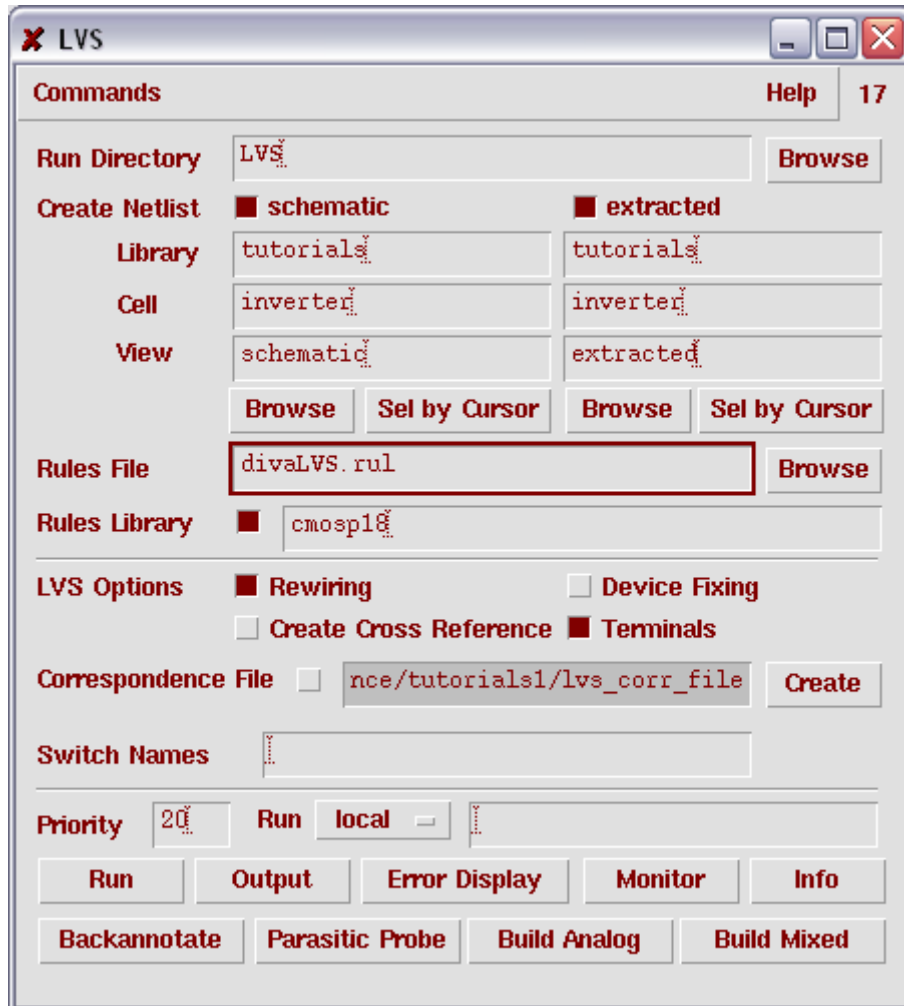 LVS
Commands Help 17
Run Directory LVS Browse
Create Netlist schematic extracted
Library tutorials tutorials
Cell inverter inverter
View schematic extracted
Browse Sel by Cursor Browse Sel by Cursor
Rules File divaLVS.rul Browse
Rules Library cmosp18
LVS Options Rewiring Device Fixing
Create Cross Reference Terminals
Correspondence File nce/tutorials1/lvs_corr_file Create
Switch Names
Priority 20 Run local
Run Output Error Display Monitor Info
Backannotate Parasitic Probe Build Analog Build Mixed